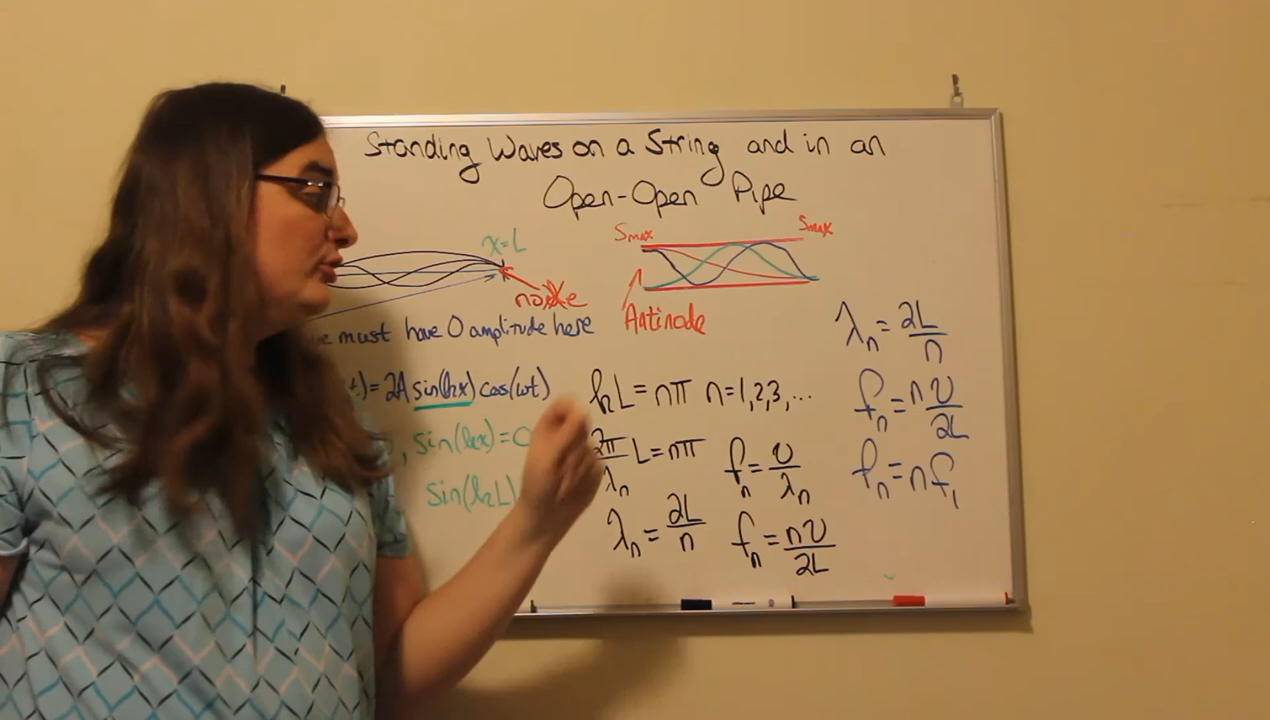 Standing Waves on a String and in an
Open-Open Pipe
x=L
node
must have 0 amplitude here
t)=2A sin(kx) cos(ωt)
, sin(kx)=0
sin(kL)
Smax
Smax
Antinode
kL = nπ n=1,2,3,...
2π/λn L=nπ
fn = v/λn
λn = 2L/n
fn = nv/2L
λn = 2L/n
fn = n v/2L
fn = nf1